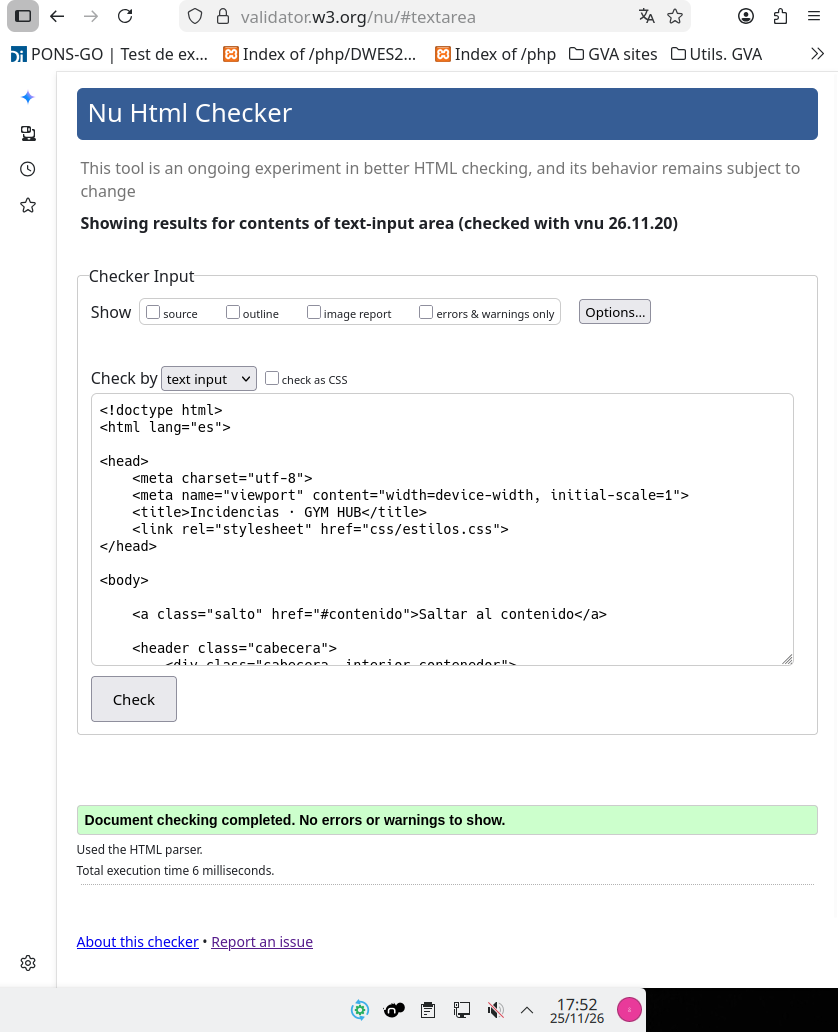 validator.w3.org/nu/#textarea
PONS-GO | Test de ex...
Index of /php/DWES2...
Index of /php
GVA sites
Utils. GVA
Nu Html Checker
This tool is an ongoing experiment in better HTML checking, and its behavior remains subject to
change
Showing results for contents of text-input area (checked with vnu 26.11.20)
Checker Input
Show source outline image report errors & warnings only Options...
Check by text input check as CSS
<!doctype html>
<html lang="es">
<head>
    <meta charset="utf-8">
    <meta name="viewport" content="width=device-width, initial-scale=1">
    <title>Incidencias · GYM HUB</title>
    <link rel="stylesheet" href="css/estilos.css">
</head>
<body>
    <a class="salto" href="#contenido">Saltar al contenido</a>
    <header class="cabecera">
Check
Document checking completed. No errors or warnings to show.
Used the HTML parser.
Total execution time 6 milliseconds.
About this checker • Report an issue
17:52
25/11/26